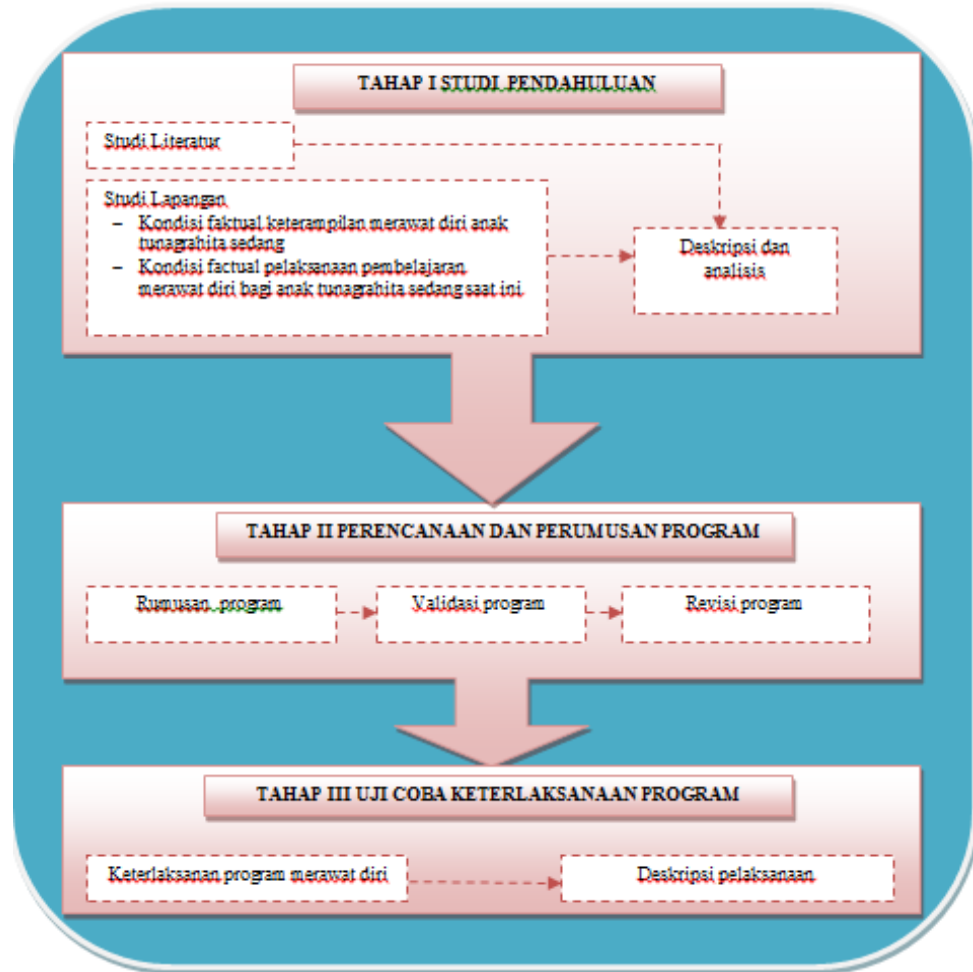 TAHAP I STUDI PENDAHULUAN
Studi Literatur
Studi Lapangan
– Kondisi faktual keterampilan merawat diri anak
tunagrahita sedang
– Kondisi factual pelaksanaan pembelajaran
merawat diri bagi anak tunagrahita sedang saat ini
Deskripsi dan
analisis
TAHAP II PERENCANAAN DAN PERUMUSAN PROGRAM
Rumusan program
Validasi program
Revisi program
TAHAP III UJI COBA KETERLAKSANAAN PROGRAM
Keterlaksanan program merawat diri
Deskripsi pelaksanaan